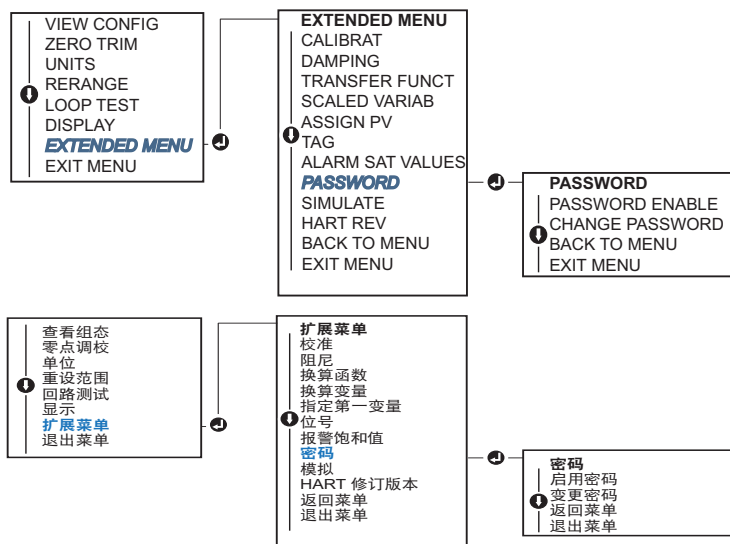 VIEW CONFIG
ZERO TRIM
UNITS
RERANGE
LOOP TEST
DISPLAY
EXTENDED MENU
EXIT MENU
EXTENDED MENU
CALIBRAT
DAMPING
TRANSFER FUNCT
SCALED VARIAB
ASSIGN PV
TAG
ALARM SAT VALUES
PASSWORD
SIMULATE
HART REV
BACK TO MENU
EXIT MENU
PASSWORD
PASSWORD ENABLE
CHANGE PASSWORD
BACK TO MENU
EXIT MENU
查看组态
零点调校
单位
重设范围
回路测试
显示
扩展菜单
退出菜单
扩展菜单
校准
阻尼
换算函数
换算变量
指定第一变量
位号
报警饱和值
密码
模拟
HART 修订版本
返回菜单
退出菜单
密码
启用密码
变更密码
返回菜单
退出菜单